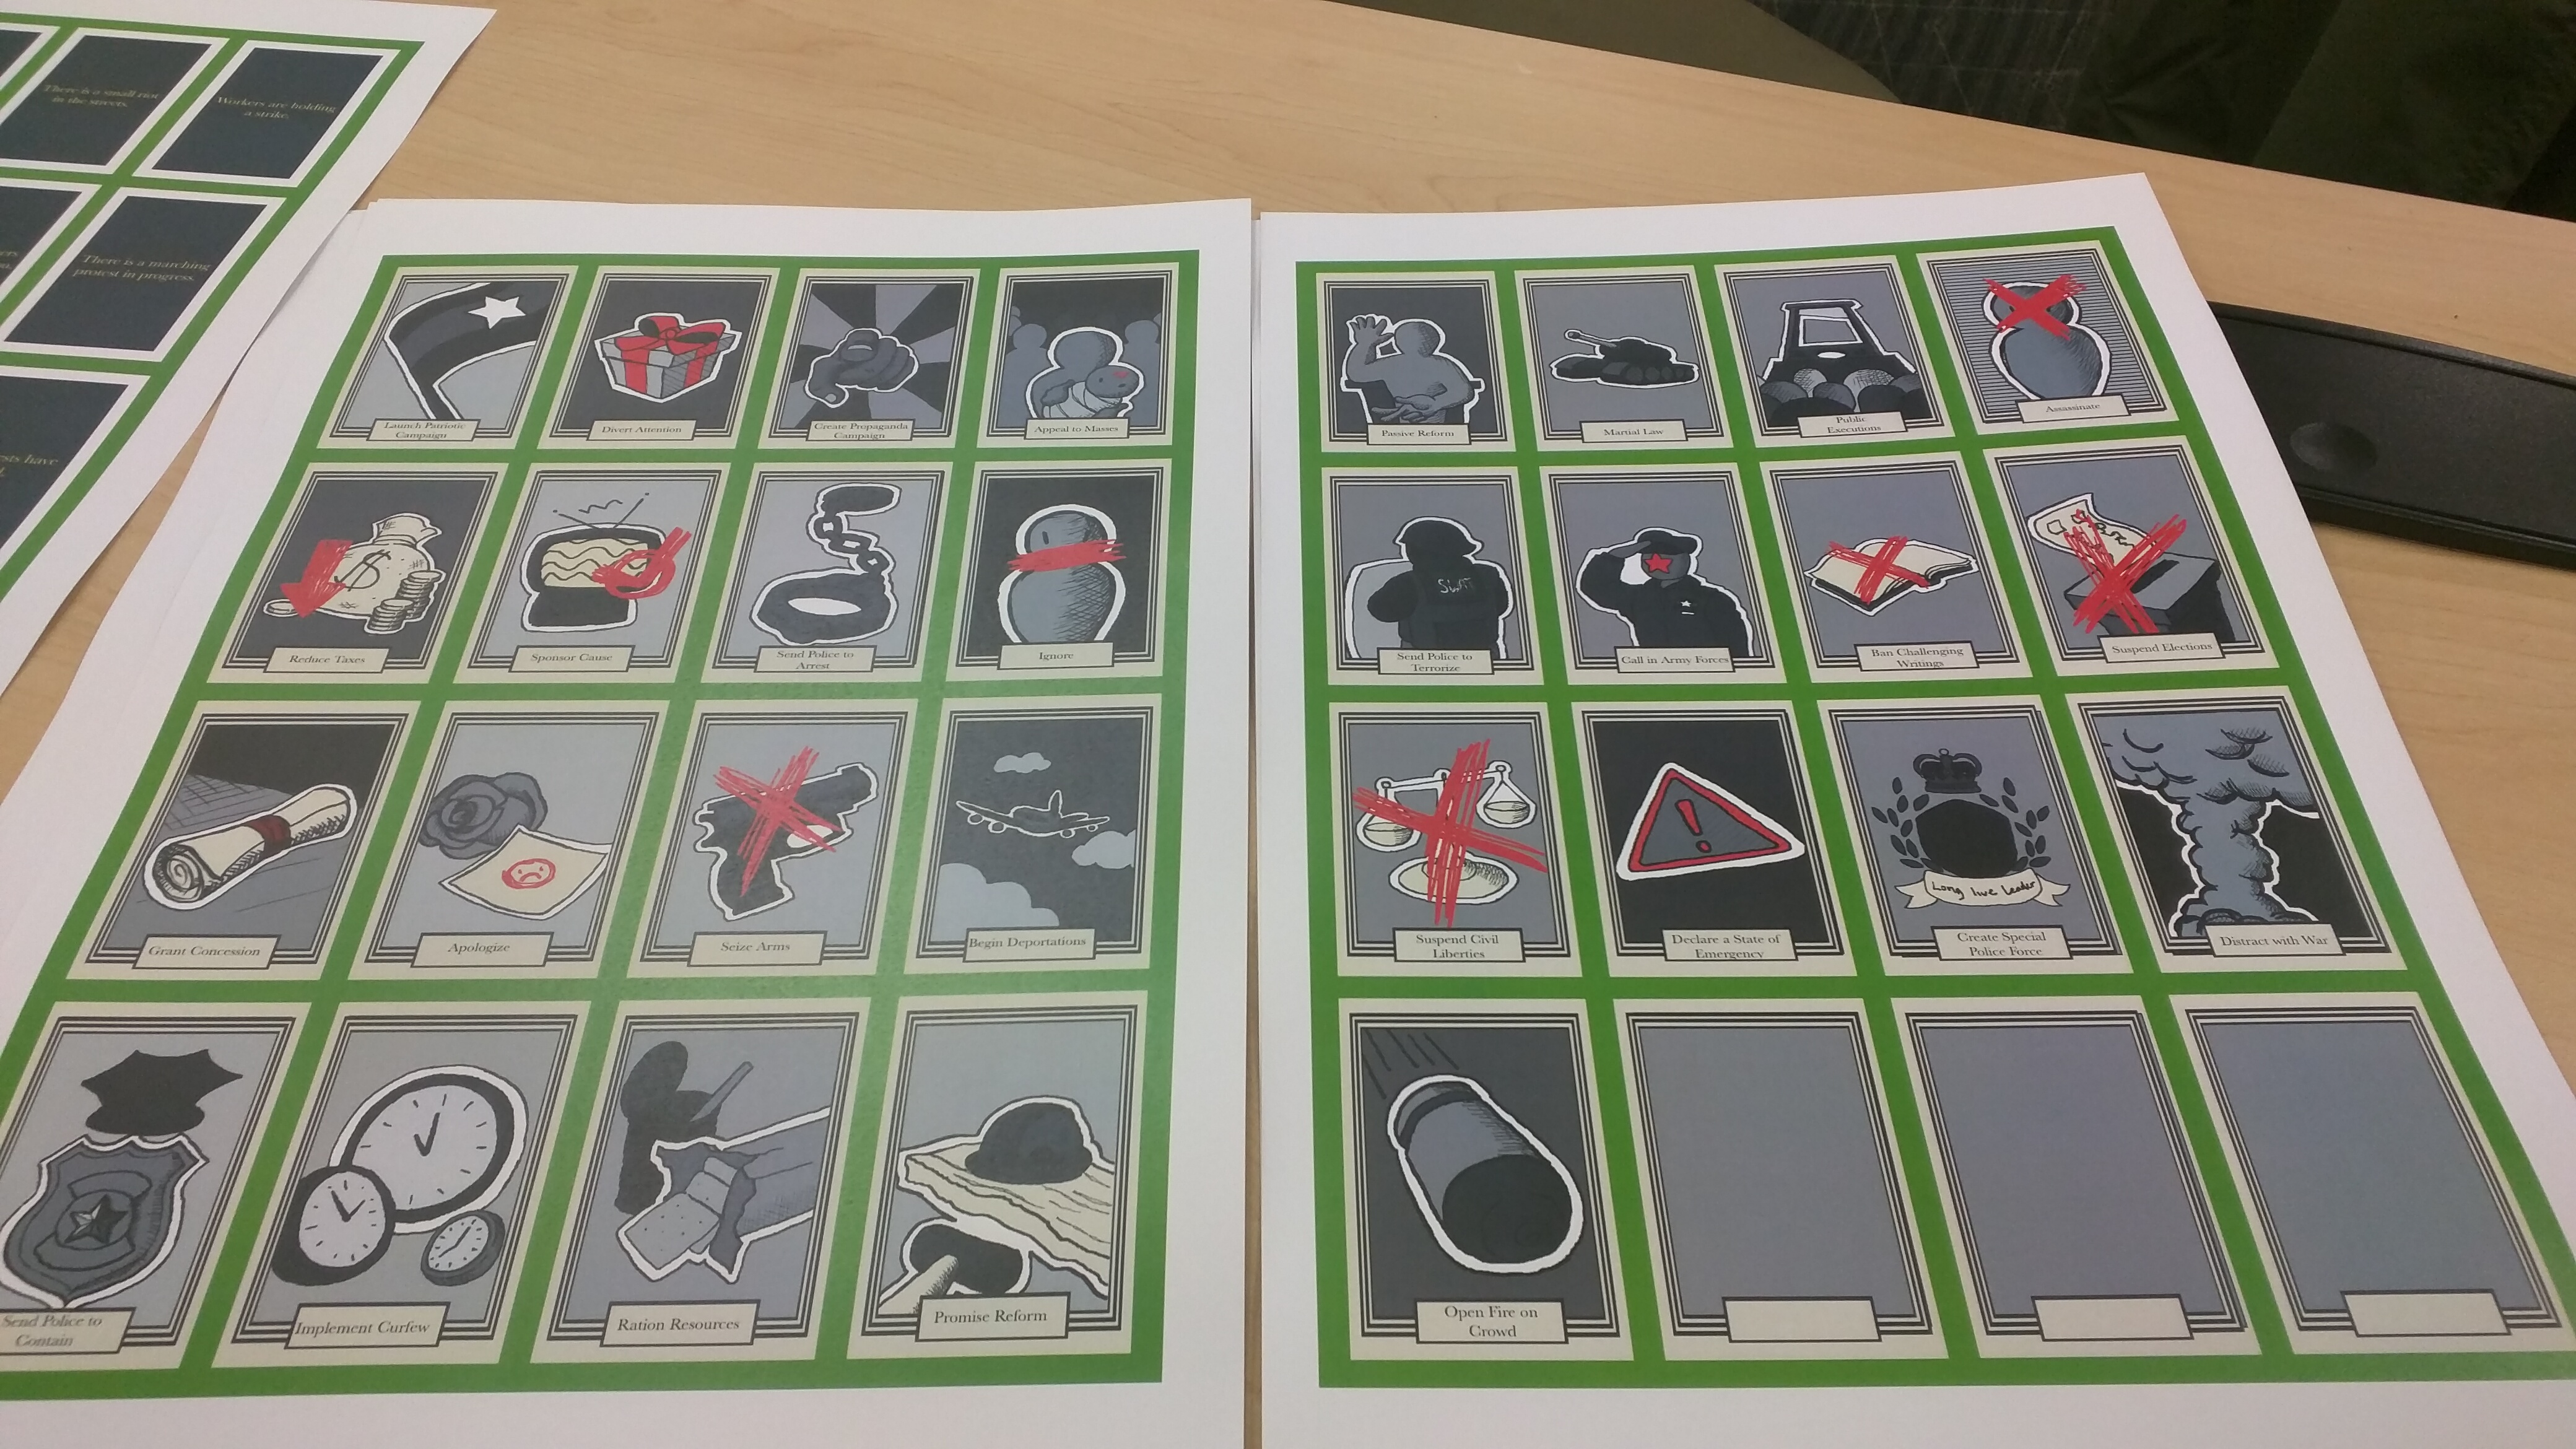 There is a small riot
in the streets.
Workers are holding
a strike.
There is a marching
protest in progress.
have
Launch Patriotic
Campaign
Divert Attention
Create Propaganda
Campaign
Appeal to Masses
Reduce Taxes
$
Sponsor Cause
Send Police to
Arrest
Ignore
Grant Concession
Apologize
Seize Arms
Begin Deportations
Send Police to
Contain
Implement Curfew
Ration Resources
Promise Reform
Passive Reform
Martial Law
Public
Executions
Assassinate
SWAT
Send Police to
Terrorize
Call in Army Forces
Ban Challenging
Writings
Suspend Elections
Suspend Civil
Liberties
!
Declare a State of
Emergency
Long live leader
Create Special
Police Force
Distract with War
Open Fire on
Crowd